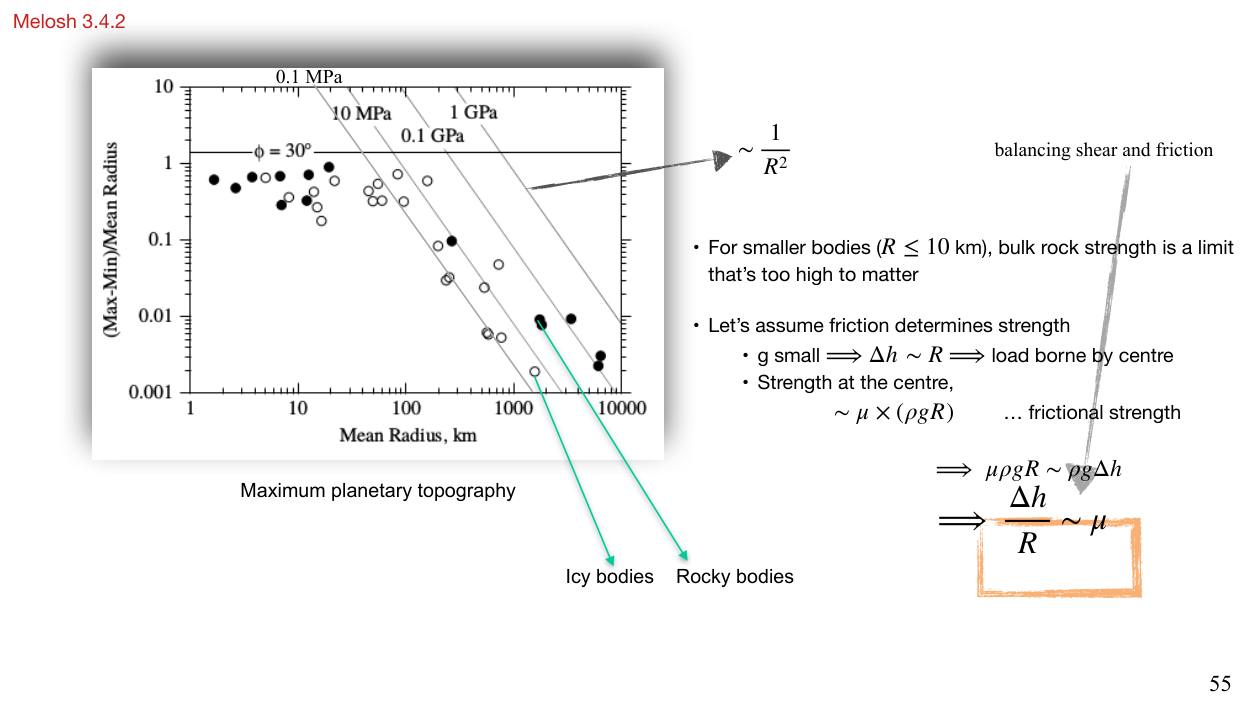 Melosh 3.4.2
0.1 MPa
10 MPa
1 GPa
0.1 GPa
ϕ = 30°
10
1
0.1
0.01
0.001
1 10 100 1000 10000
(Max-Min)/Mean Radius
Mean Radius, km
Maximum planetary topography
Icy bodies
Rocky bodies
∼ 1/R²
balancing shear and friction
• For smaller bodies (R ≤ 10 km), bulk rock strength is a limit
that’s too high to matter
• Let’s assume friction determines strength
• g small ⟹ Δh ∼ R ⟹ load borne by centre
• Strength at the centre,
∼ μ × (ρgR) … frictional strength
⟹ μρgR ∼ ρgΔh
⟹ Δh/R ∼ μ
55